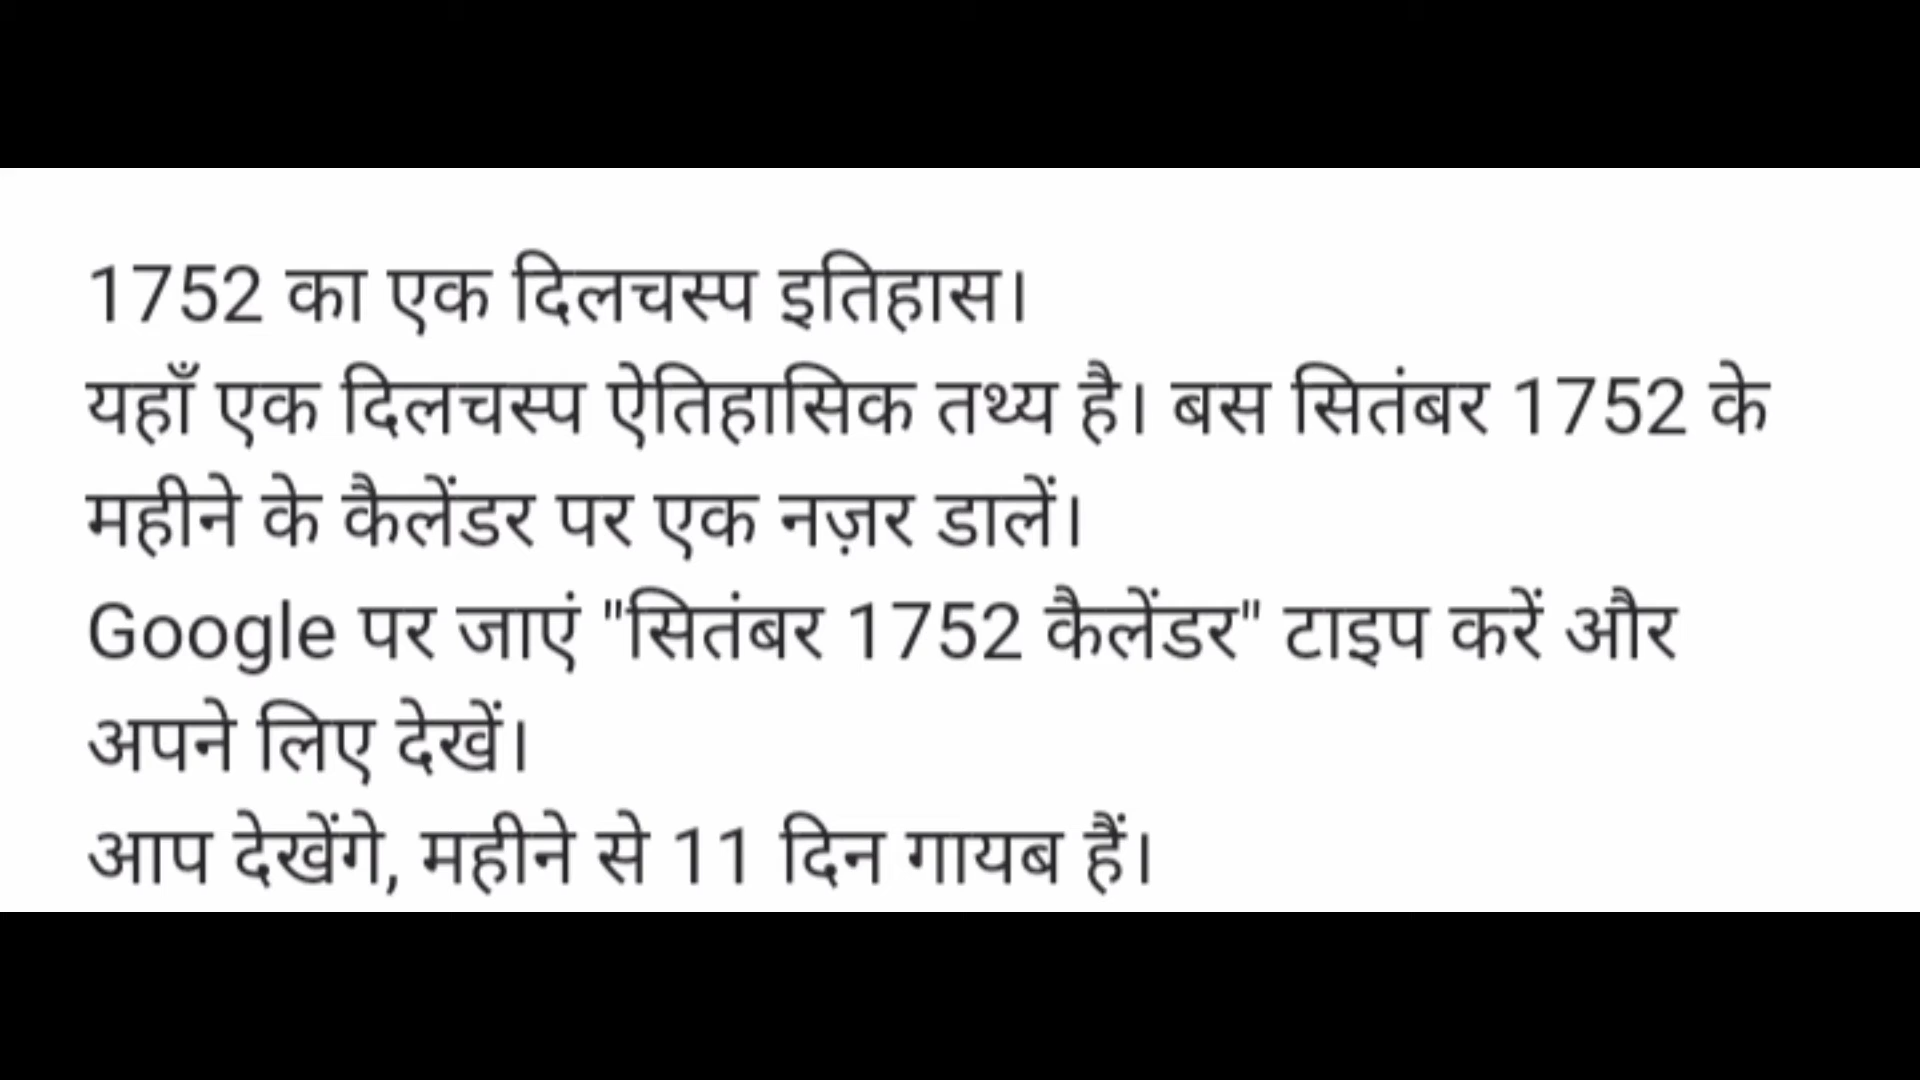 1752 का एक दिलचस्प इतिहास।
यहाँ एक दिलचस्प ऐतिहासिक तथ्य है। बस सितंबर 1752 के
महीने के कैलेंडर पर एक नज़र डालें।
Google पर जाएं "सितंबर 1752 कैलेंडर" टाइप करें और
अपने लिए देखें।
आप देखेंगे, महीने से 11 दिन गायब हैं।